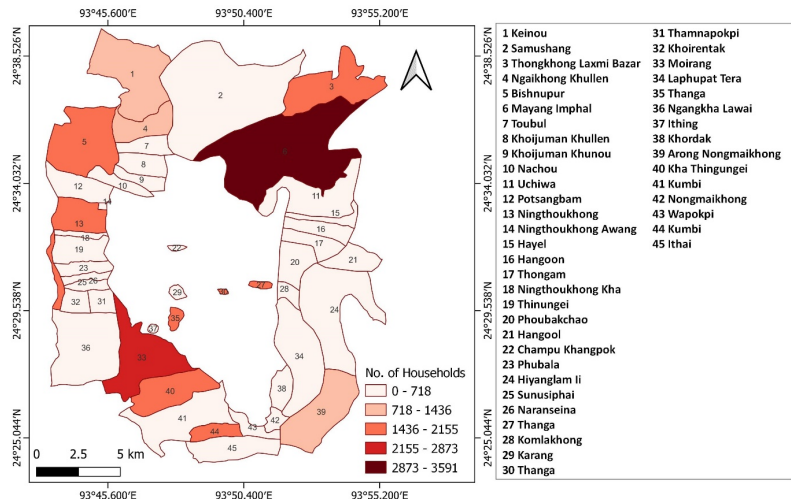 93°45.600'E 93°50.400'E 93°55.200'E
24°38.526'N 24°38.526'N
24°34.032'N 24°34.032'N
24°29.538'N 24°29.538'N
24°25.044'N 24°25.044'N
1
2
3
4
5
7
8
9
10
11
12
14
13
15
16
17
18
19
20
21
22
23
24
25 26
27
28
29
32 31
35
37
36
33
34
38
40
39
41
42
43
44
45
No. of Households
0 - 718
718 - 1436
1436 - 2155
2155 - 2873
2873 - 3591
0 2.5 5 km
93°45.600'E 93°50.400'E 93°55.200'E
1 Keinou
2 Samushang
3 Thongkhong Laxmi Bazar
4 Ngaikhong Khullen
5 Bishnupur
6 Mayang Imphal
7 Toubul
8 Khoijuman Khullen
9 Khoijuman Khunou
10 Nachou
11 Uchiwa
12 Potsangbam
13 Ningthoukhong
14 Ningthoukhong Awang
15 Hayel
16 Hangoon
17 Thongam
18 Ningthoukhong Kha
19 Thinungei
20 Phoubakchao
21 Hangool
22 Champu Khangpok
23 Phubala
24 Hiyanglam Ii
25 Sunusiphai
26 Naranseina
27 Thanga
28 Komlakhong
29 Karang
30 Thanga
31 Thamnapokpi
32 Khoirentak
33 Moirang
34 Laphupat Tera
35 Thanga
36 Ngangkha Lawai
37 Ithing
38 Khordak
39 Arong Nongmaikhong
40 Kha Thingungei
41 Kumbi
42 Nongmaikhong
43 Wapokpi
44 Kumbi
45 Ithai